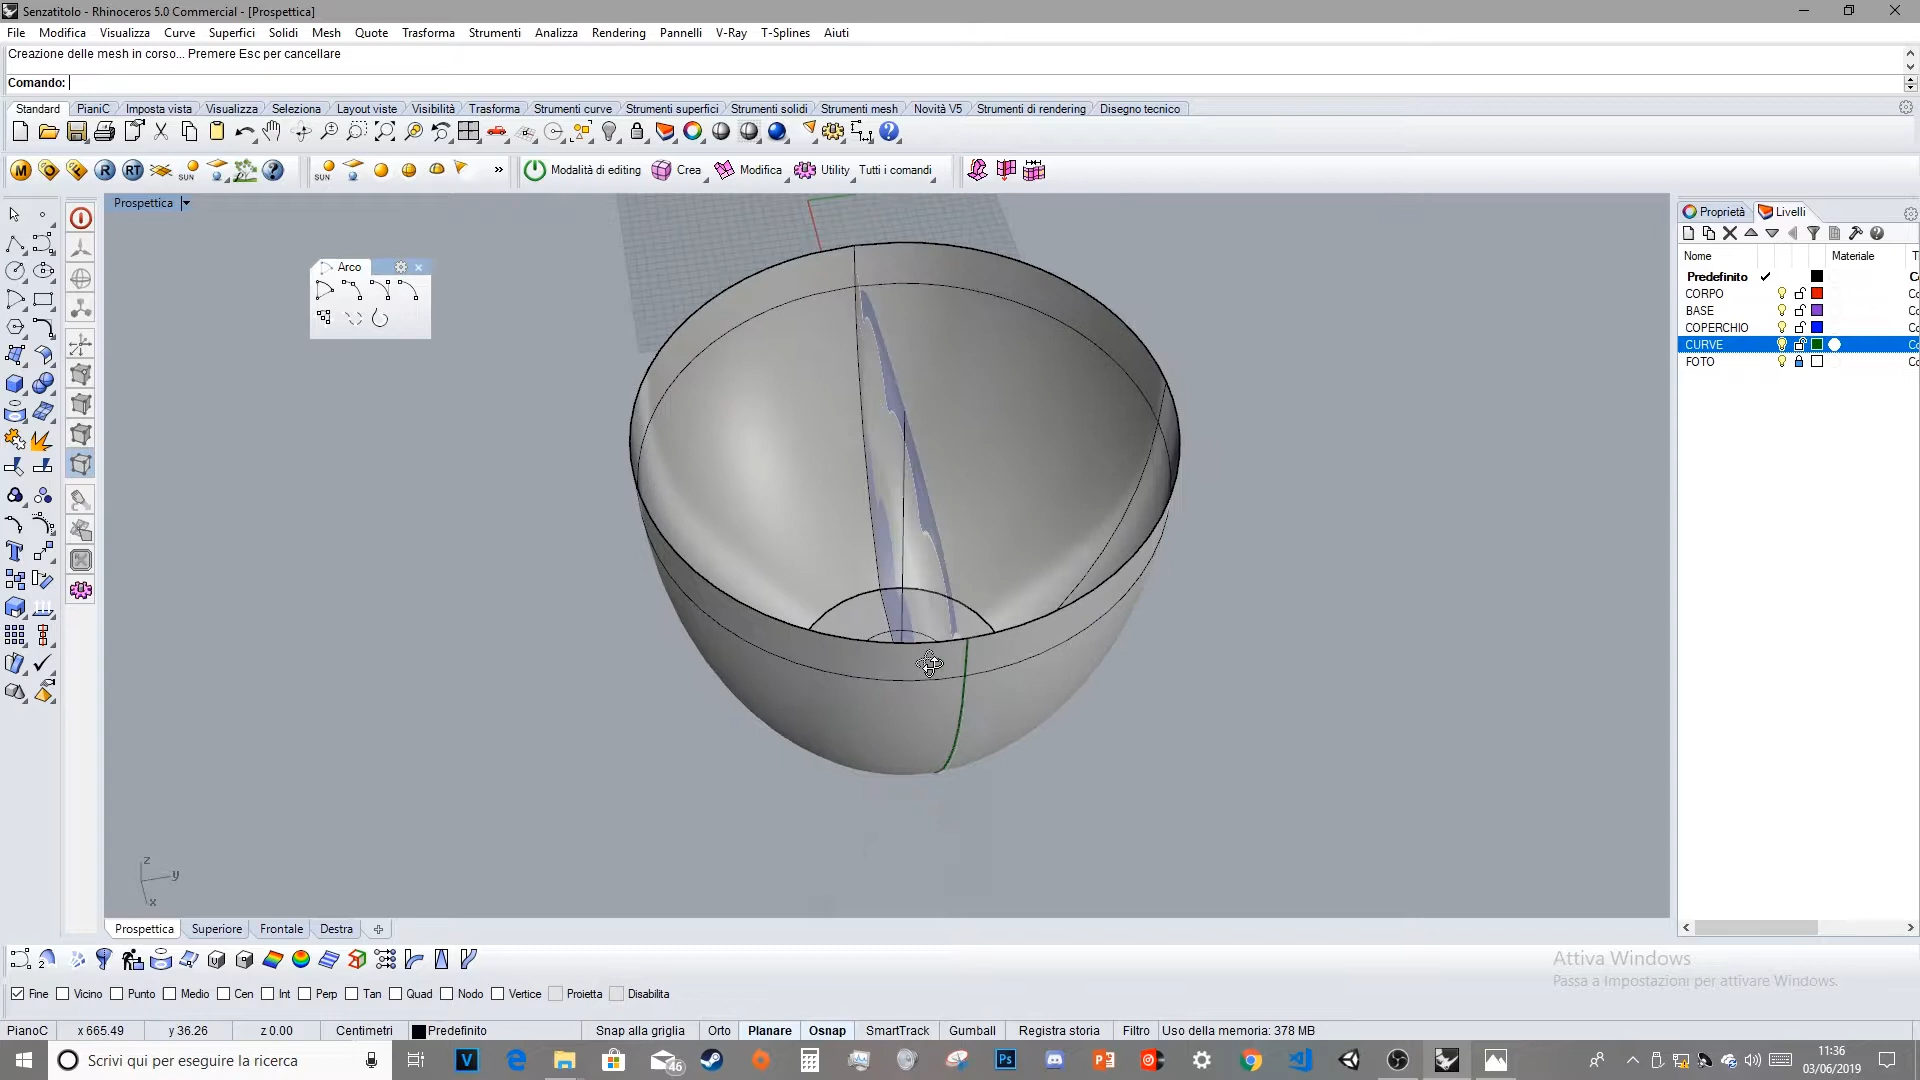 Senzatitolo - Rhinoceros 5.0 Commercial - [Prospettica]
File Modifica Visualizza Curve Superfici Solidi Mesh Quote Trasforma Strumenti Analizza Rendering Pannelli V-Ray T-Splines Aiuti
Creazione delle mesh in corso... Premere Esc per cancellare
Comando:
Standard PianiC Imposta vista Visualizza Seleziona Layout viste Visibilità Trasforma Strumenti curve Strumenti superfici Strumenti solidi Strumenti mesh Novità V5 Strumenti di rendering Disegno tecnico
M R RT SUN SUN Modalità di editing Crea Modifica Utility Tutti i comandi
Prospettica
Proprietà Livelli
Nome Materiale
Arco
Predefinito
CORPO
BASE
COPERCHIO
CURVE
FOTO
z
y
x
Prospettica Superiore Frontale Destra
Attiva Windows
Passa a Impostazioni per attivare Windows.
Fine Vicino Punto Medio Cen Int Perp Tan Quad Nodo Vertice Proietta Disabilita
PianoC x 665.49 y 36.26 z 0.00 Centimetri Predefinito Snap alla griglia Orto Planare Osnap SmartTrack Gumball Registra storia Filtro Uso della memoria: 378 MB
Scrivi qui per eseguire la ricerca
46
Ps
11:36
03/06/2019